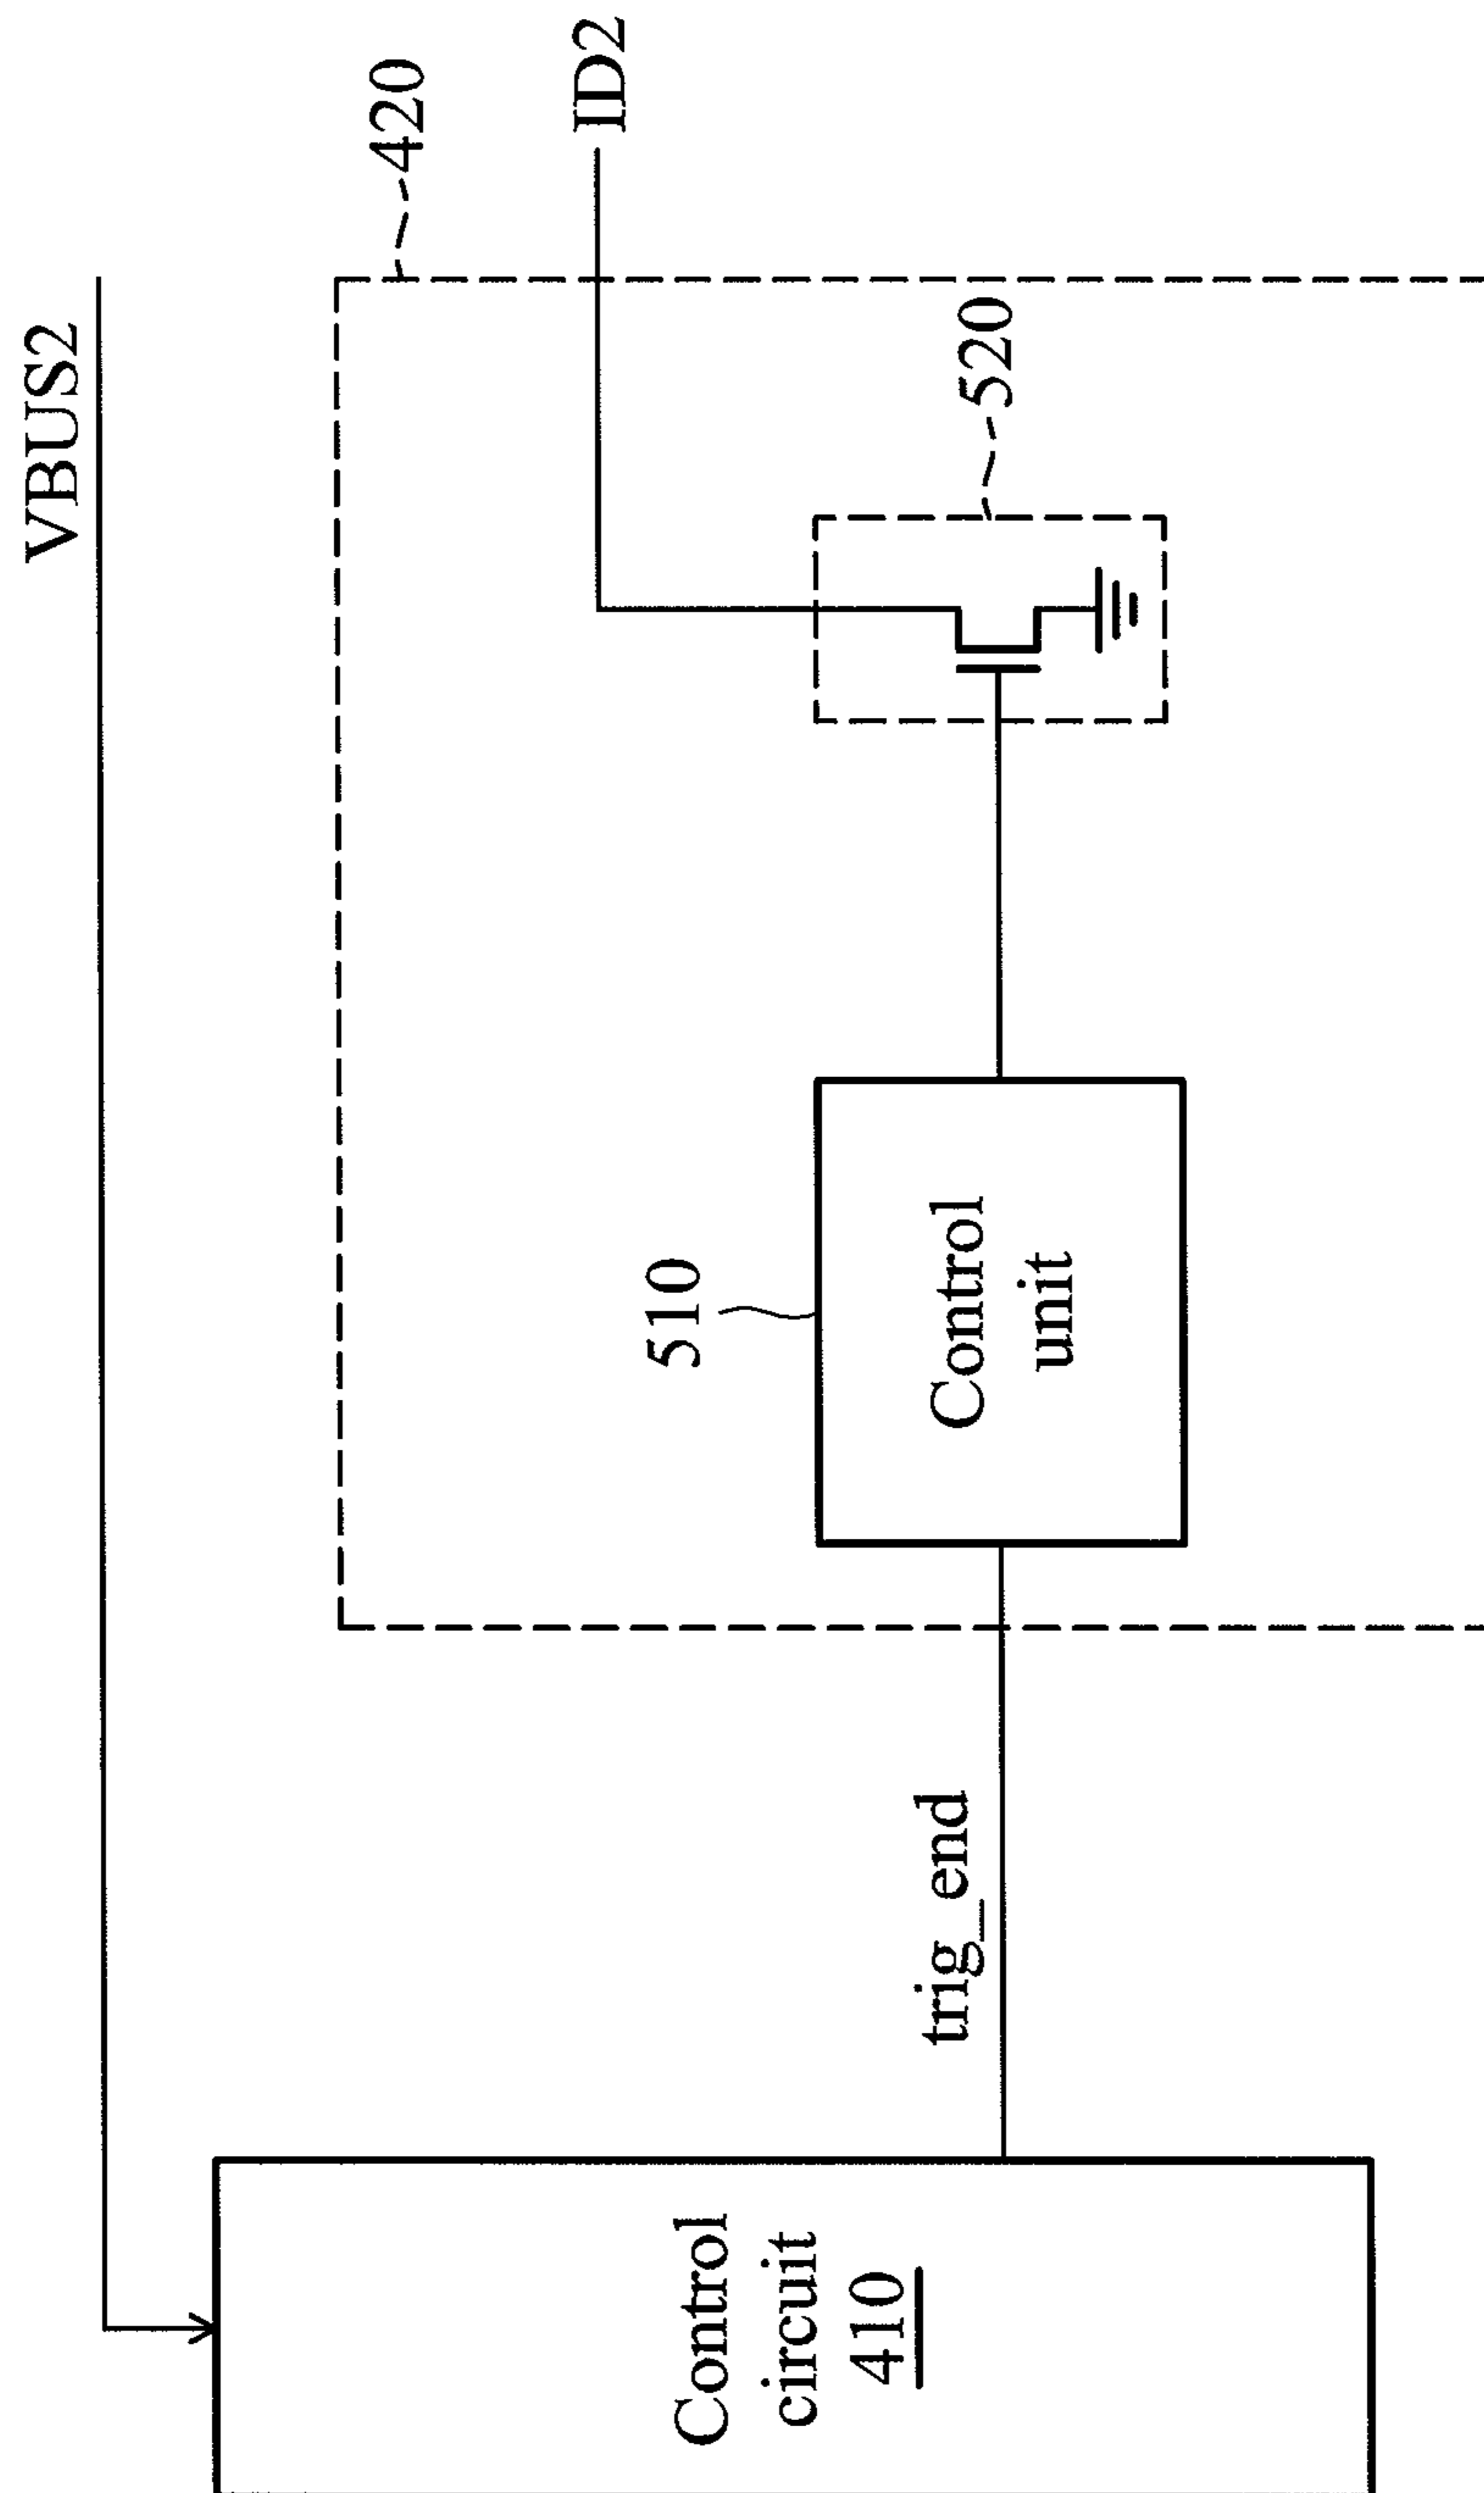 VBUS2
420
ID2
520
510
Control
unit
trig_end
Control
circuit
410